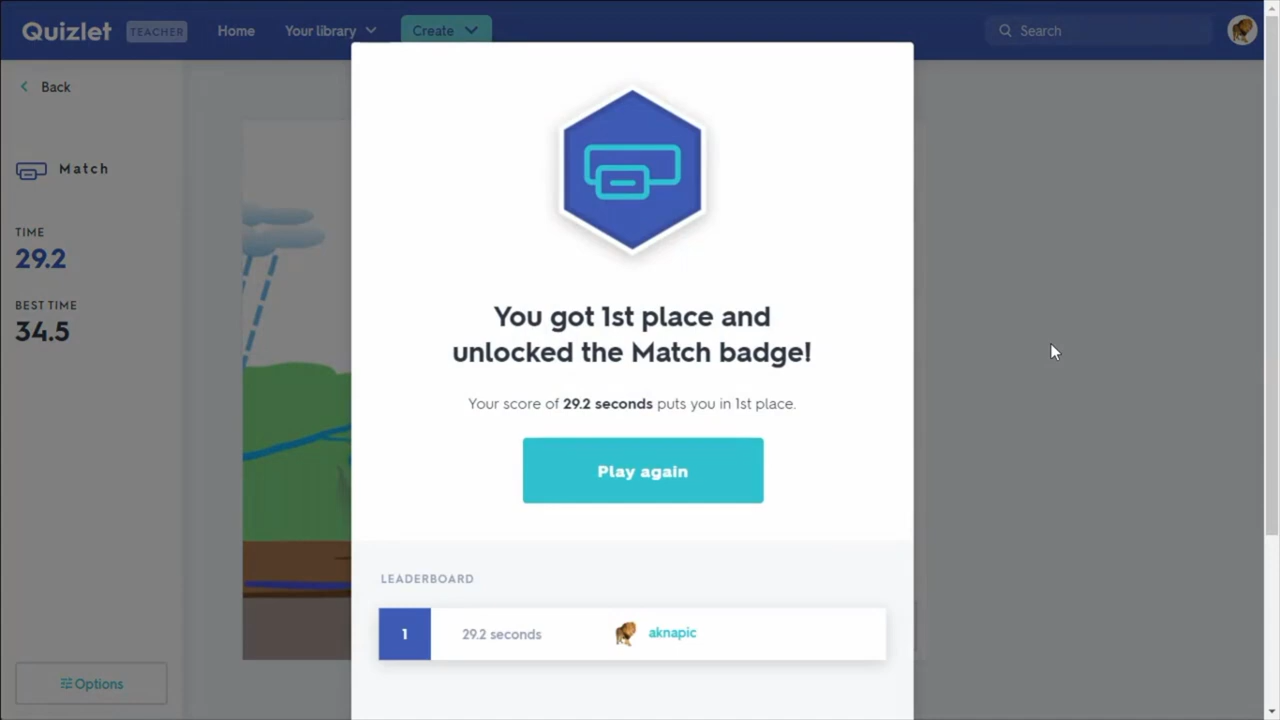 Quizlet TEACHER Home Your library Create Search
Back
Match
TIME
29.2
BEST TIME
34.5
Options
You got 1st place and
unlocked the Match badge!
Your score of 29.2 seconds puts you in 1st place.
Play again
LEADERBOARD
1 29.2 seconds aknapic